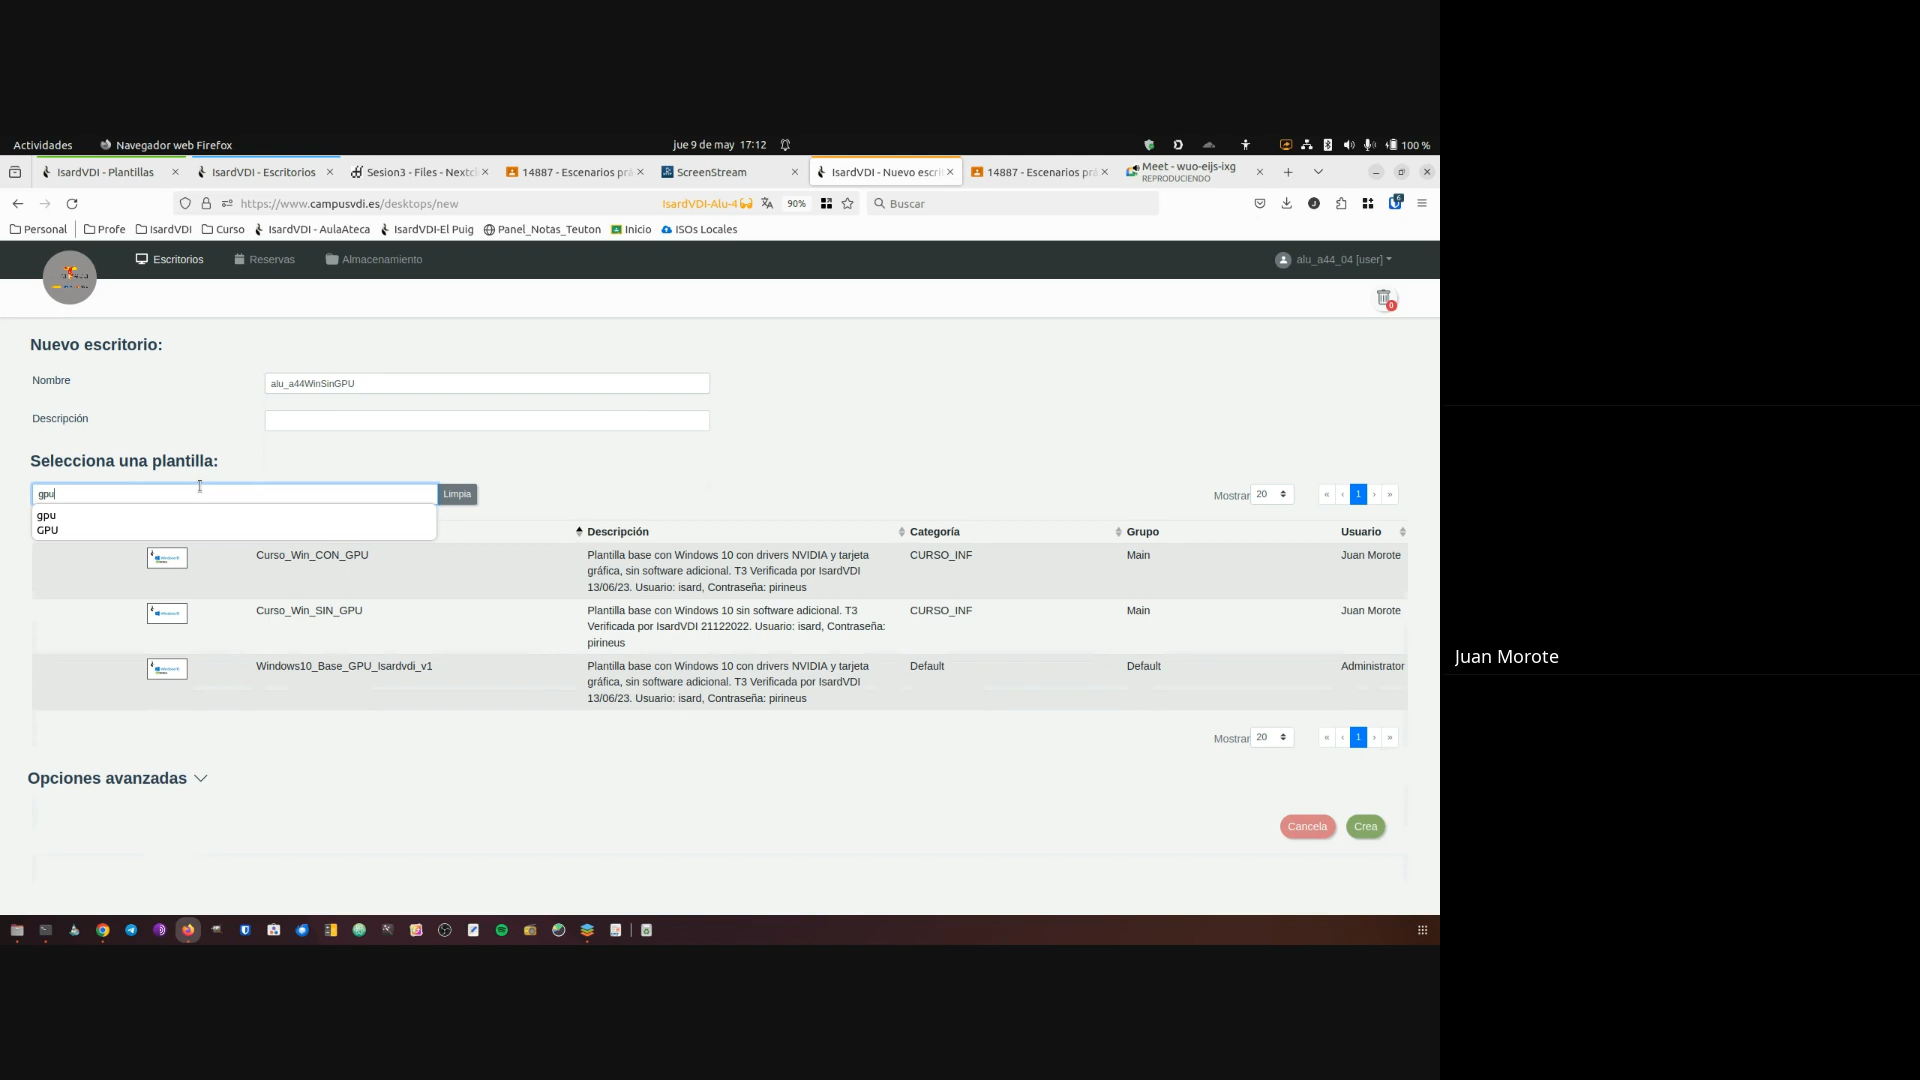 Actividades
Navegador web Firefox
jue 9 de may 17:12
100 %
IsardVDI - Plantillas
IsardVDI - Escritorios
Sesion3 - Files - Nextcl
14887 - Escenarios prá
ScreenStream
IsardVDI - Nuevo escri
14887 - Escenarios prá
Meet - wuo-eijs-ixg
REPRODUCIENDO
https://www.campusvdi.es/desktops/new
IsardVDI-Alu-4
90%
Buscar
Personal
Profe
IsardVDI
Curso
IsardVDI - AulaAteca
IsardVDI-El Puig
Panel_Notas_Teuton
Inicio
ISOs Locales
Escritorios
Reservas
Almacenamiento
alu_a44_04 [user]
0
Nuevo escritorio:
Nombre
alu_a44WinSinGPU
Descripción
Selecciona una plantilla:
gpu
Limpia
Mostrar 20
« ‹ 1 › »
gpu
GPU
Descripción
Categoría
Grupo
Usuario
Curso_Win_CON_GPU
Plantilla base con Windows 10 con drivers NVIDIA y tarjeta
gráfica, sin software adicional. T3 Verificada por IsardVDI
13/06/23. Usuario: isard, Contraseña: pirineus
CURSO_INF
Main
Juan Morote
Curso_Win_SIN_GPU
Plantilla base con Windows 10 sin software adicional. T3
Verificada por IsardVDI 21122022. Usuario: isard, Contraseña:
pirineus
CURSO_INF
Main
Juan Morote
Windows10_Base_GPU_Isardvdi_v1
Plantilla base con Windows 10 con drivers NVIDIA y tarjeta
gráfica, sin software adicional. T3 Verificada por IsardVDI
13/06/23. Usuario: isard, Contraseña: pirineus
Default
Default
Administrator
Mostrar 20
« ‹ 1 › »
Opciones avanzadas
Cancela
Crea
Juan Morote